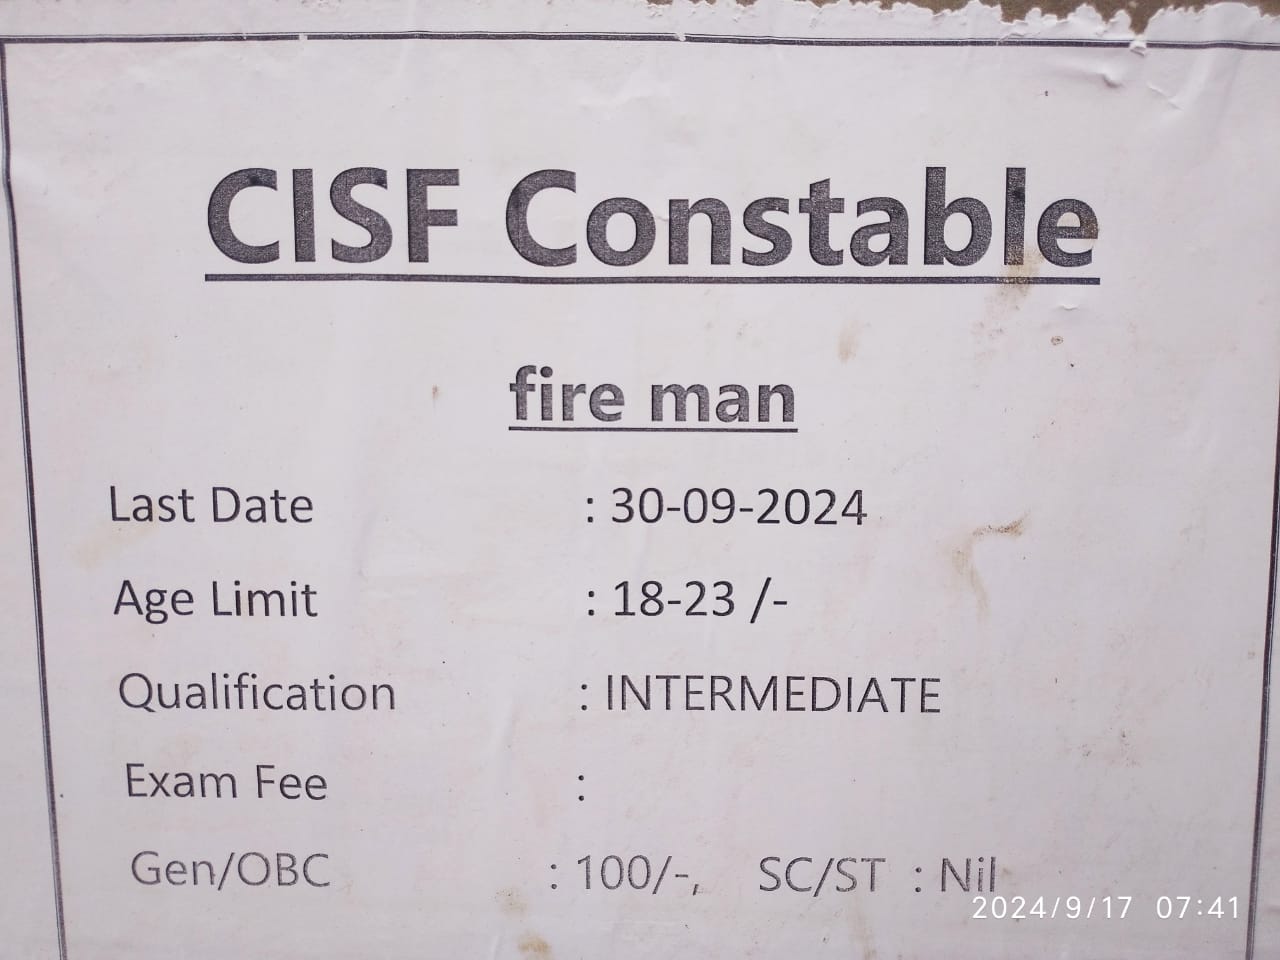 CISF Constable
fire man
Last Date : 30-09-2024
Age Limit : 18-23 /-
Qualification : INTERMEDIATE
Exam Fee :
Gen/OBC : 100/-, SC/ST : Nil
2024/9/17 07:41